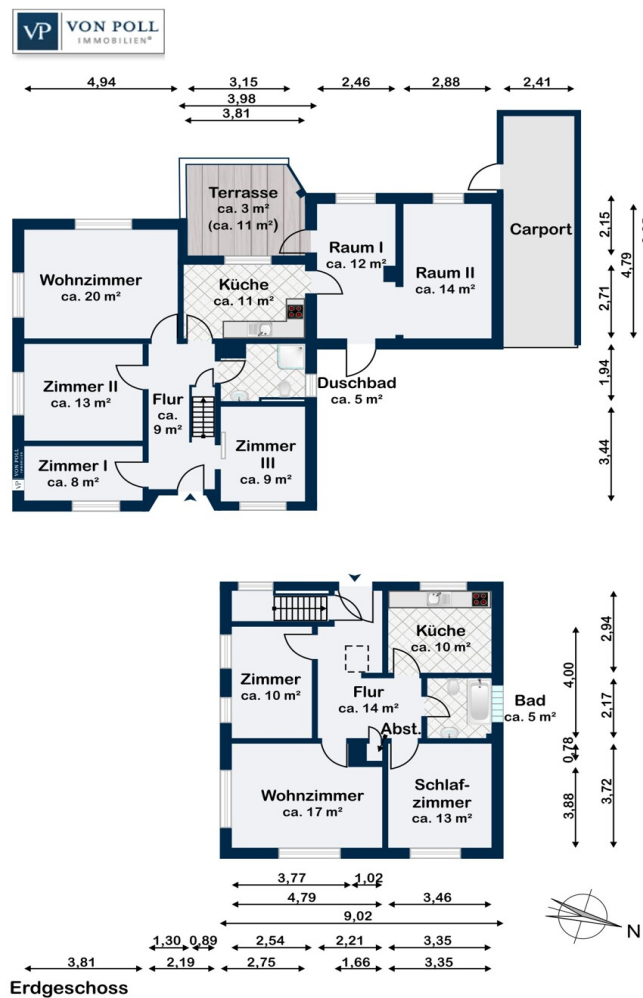 VP VON POLL
IMMOBILIEN®
4,94
3,15
2,46
2,88
2,41
3,98
3,81
Terrasse
ca. 3 m²
(ca. 11 m²)
Wohnzimmer
ca. 20 m²
Küche
ca. 11 m²
Raum I
ca. 12 m²
Raum II
ca. 14 m²
Carport
2,15
4,79
2,71
1,94
3,44
Zimmer II
ca. 13 m²
Flur
ca.
9 m²
Duschbad
ca. 5 m²
Zimmer I
ca. 8 m²
Zimmer
III
ca. 9 m²
VP VON POLL
IMMOBILIEN
Küche
ca. 10 m²
Zimmer
ca. 10 m²
Flur
ca. 14 m²
Bad
ca. 5 m²
Abst.
Wohnzimmer
ca. 17 m²
Schlaf-
zimmer
ca. 13 m²
2,94
4,00
2,17
0,78
3,88
3,72
3,77
1,02
4,79
3,46
9,02
1,30
0,89
2,54
2,21
3,35
3,81
2,19
2,75
1,66
3,35
N
Erdgeschoss